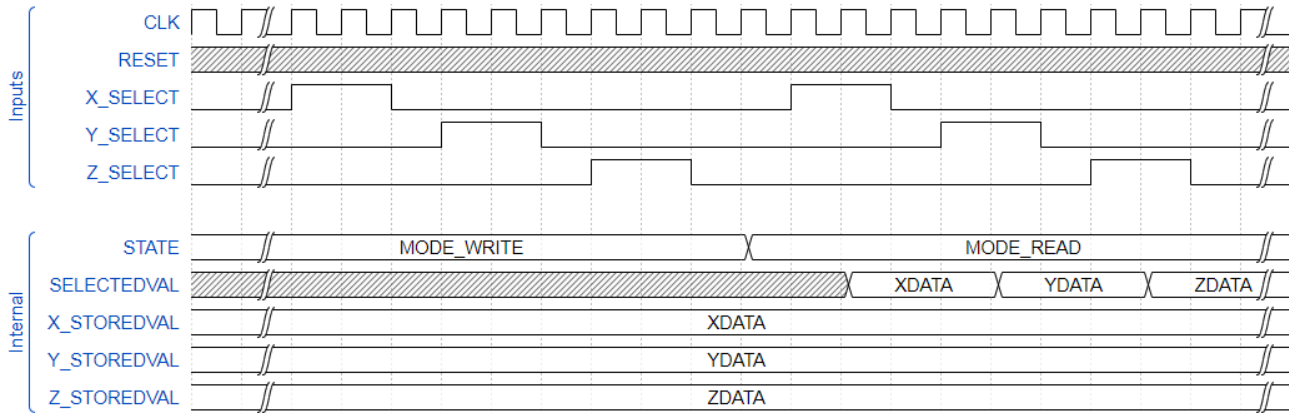 Inputs
CLK
RESET
X_SELECT
Y_SELECT
Z_SELECT
Internal
STATE MODE_WRITE MODE_READ
SELECTEDVAL XDATA YDATA ZDATA
X_STOREDVAL XDATA
Y_STOREDVAL YDATA
Z_STOREDVAL ZDATA